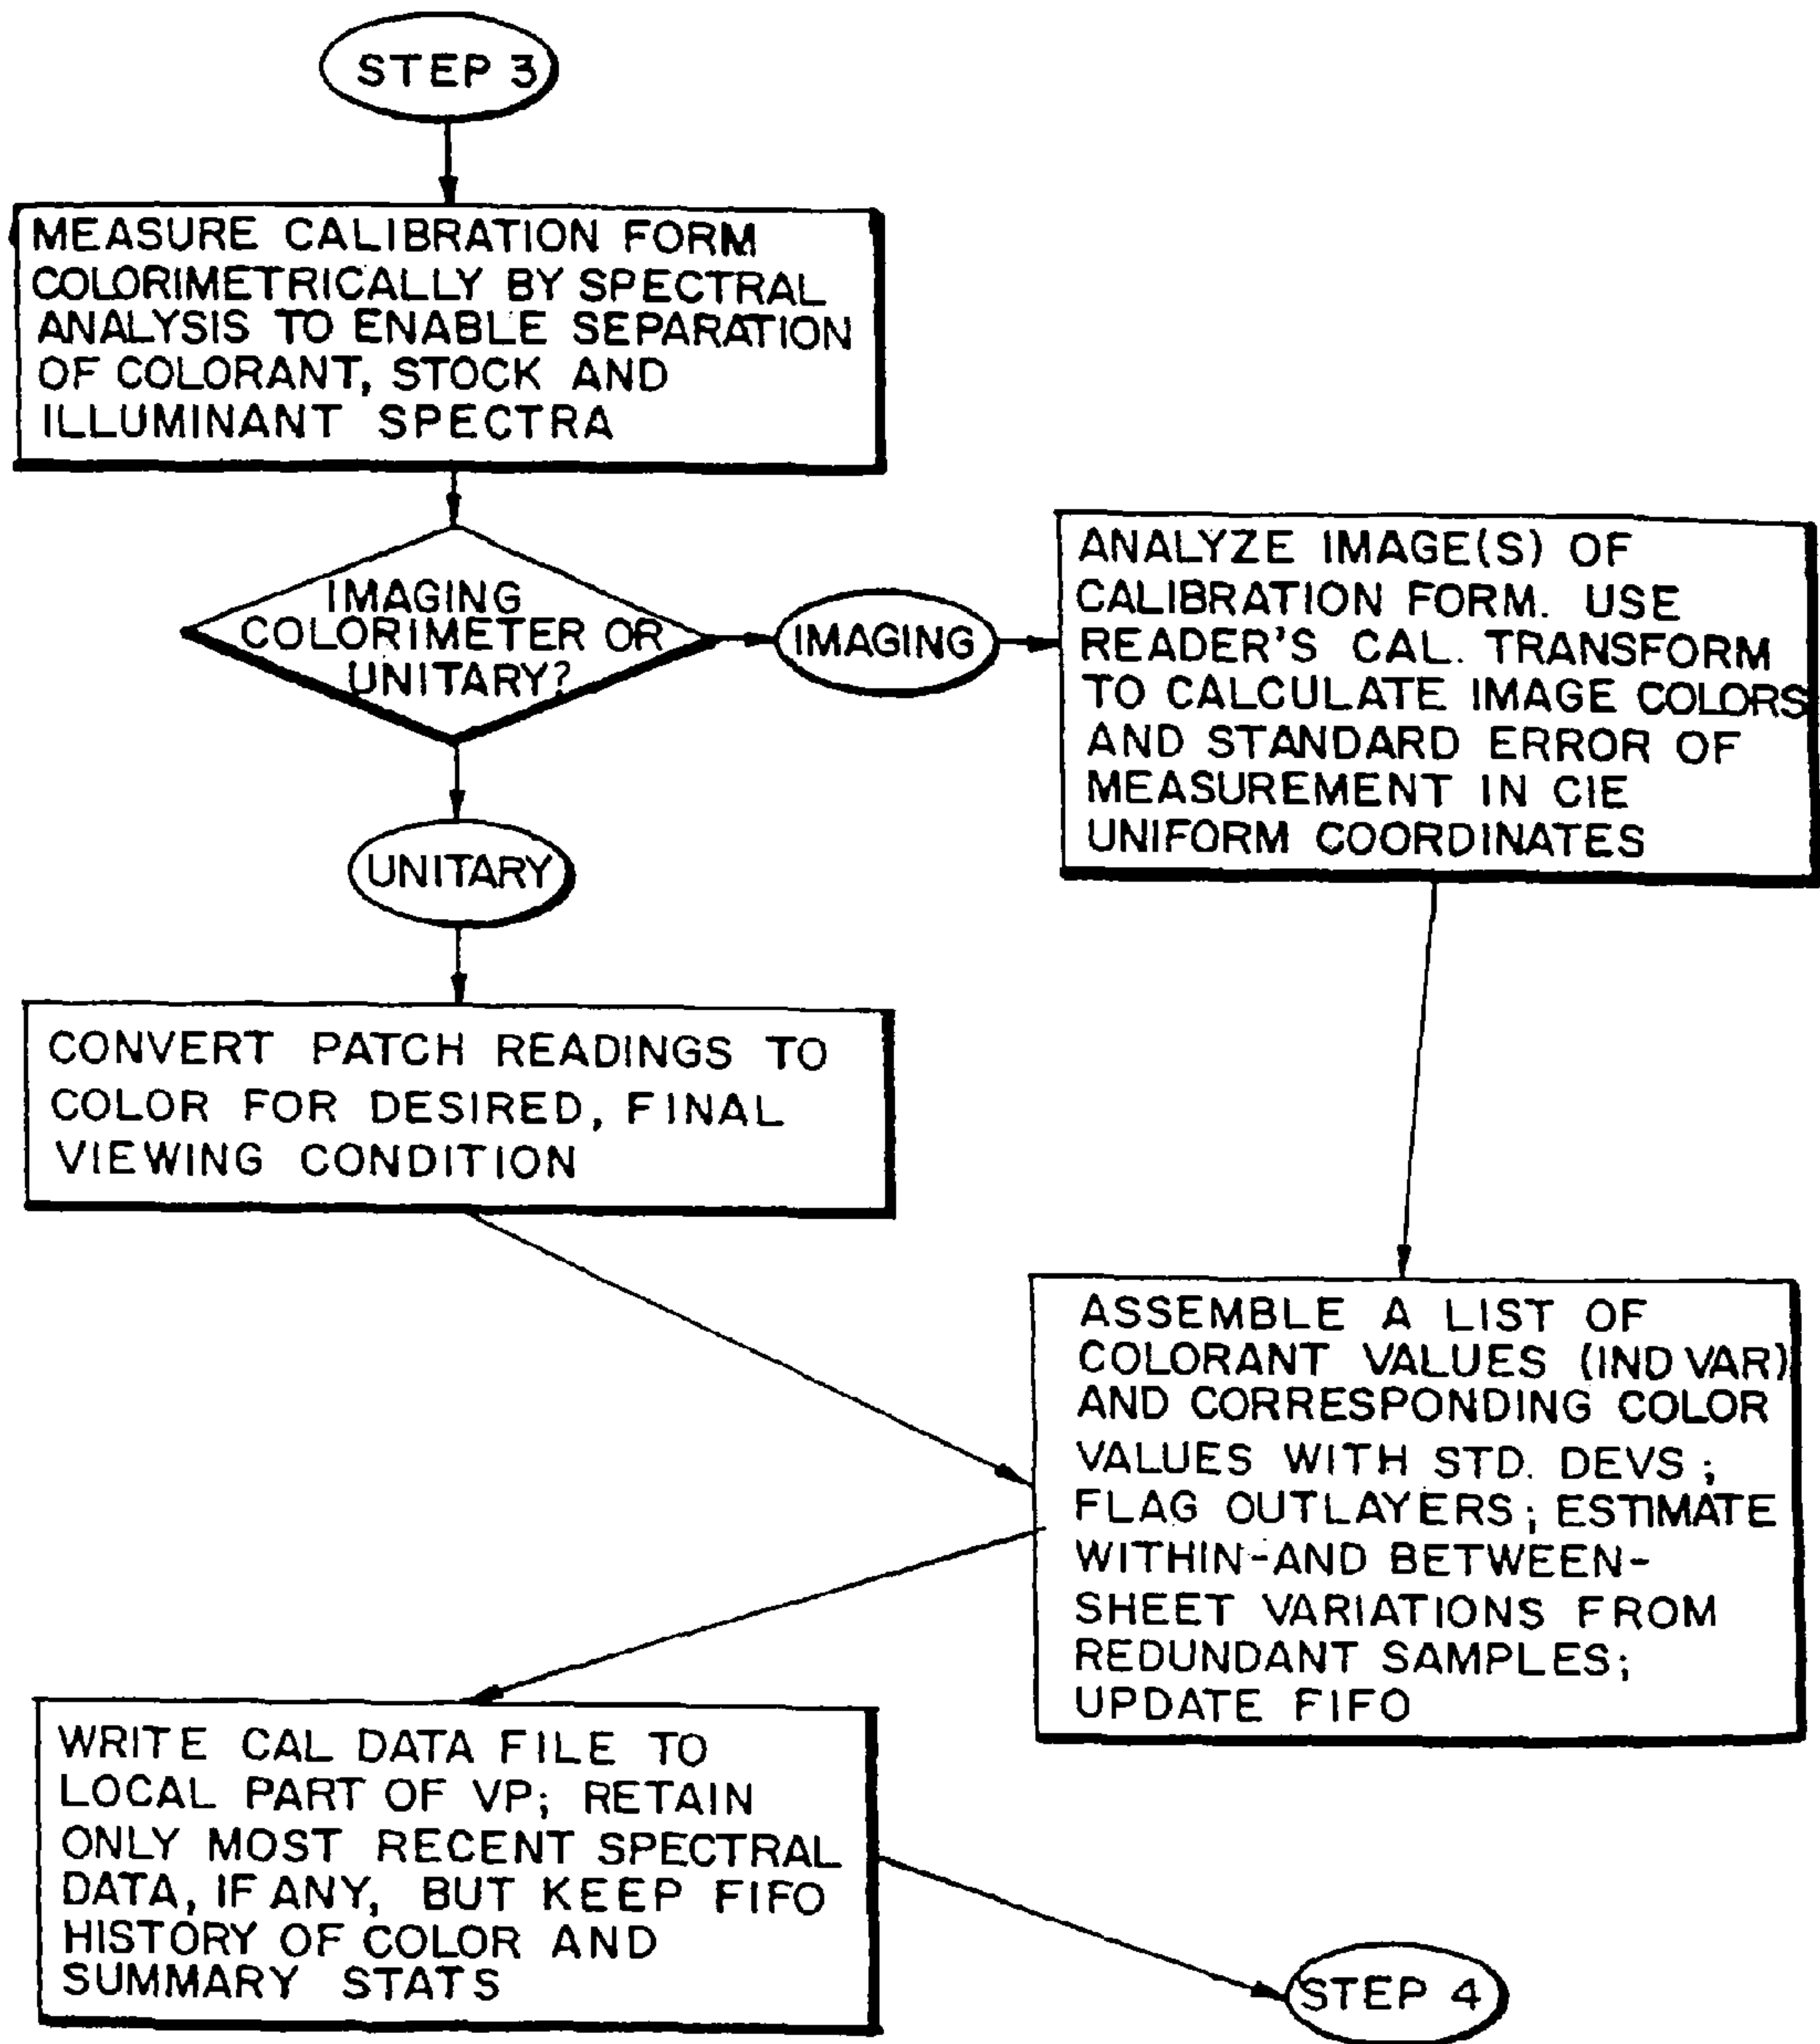 STEP 3
MEASURE CALIBRATION FORM
COLORIMETRICALLY BY SPECTRAL
ANALYSIS TO ENABLE SEPARATION
OF COLORANT, STOCK AND
ILLUMINANT SPECTRA
IMAGING
COLORIMETER OR
UNITARY?
IMAGING
ANALYZE IMAGE(S) OF
CALIBRATION FORM. USE
READER'S CAL. TRANSFORM
TO CALCULATE IMAGE COLORS
AND STANDARD ERROR OF
MEASUREMENT IN CIE
UNIFORM COORDINATES
UNITARY
CONVERT PATCH READINGS TO
COLOR FOR DESIRED, FINAL
VIEWING CONDITION
ASSEMBLE A LIST OF
COLORANT VALUES (IND VAR)
AND CORRESPONDING COLOR
VALUES WITH STD. DEVS;
FLAG OUTLAYERS; ESTIMATE
WITHIN-AND BETWEEN-
SHEET VARIATIONS FROM
REDUNDANT SAMPLES;
UPDATE FIFO
WRITE CAL DATA FILE TO
LOCAL PART OF VP; RETAIN
ONLY MOST RECENT SPECTRAL
DATA, IF ANY, BUT KEEP FIFO
HISTORY OF COLOR AND
SUMMARY STATS
STEP 4